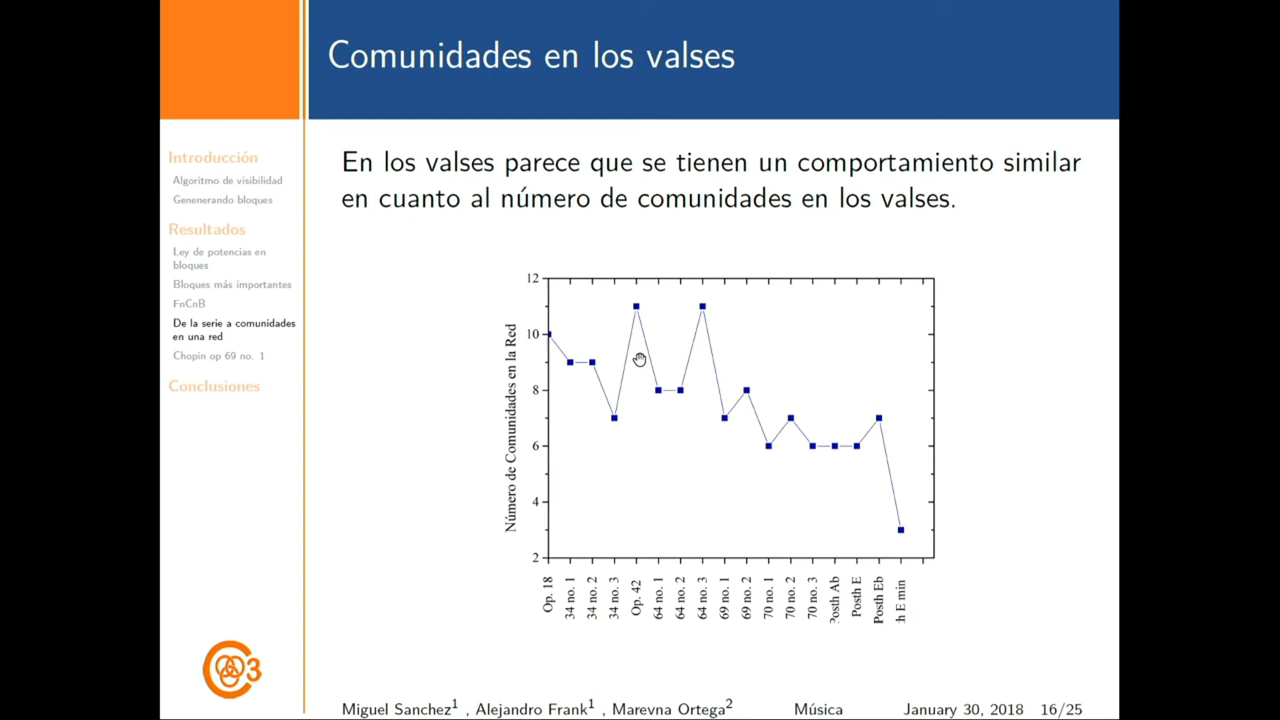 Comunidades en los valses
Introducción
Algoritmo de visibilidad
Genenerando bloques
Resultados
Ley de potencias en
bloques
Bloques más importantes
FnCnB
De la serie a comunidades
en una red
Chopin op 69 no. 1
Conclusiones
En los valses parece que se tienen un comportamiento similar
en cuanto al número de comunidades en los valses.
Número de Comunidades en la Red
12
10
8
6
4
2
Op. 18
34 no. 1
34 no. 2
34 no. 3
Op. 42
64 no. 1
64 no. 2
64 no. 3
69 no. 1
69 no. 2
70 no. 1
70 no. 2
70 no. 3
Posth Ab
Posth E
Posth Eb
h E min
C3
Miguel Sanchez1 , Alejandro Frank1 , Marevna Ortega2
Música
January 30, 2018
16/25